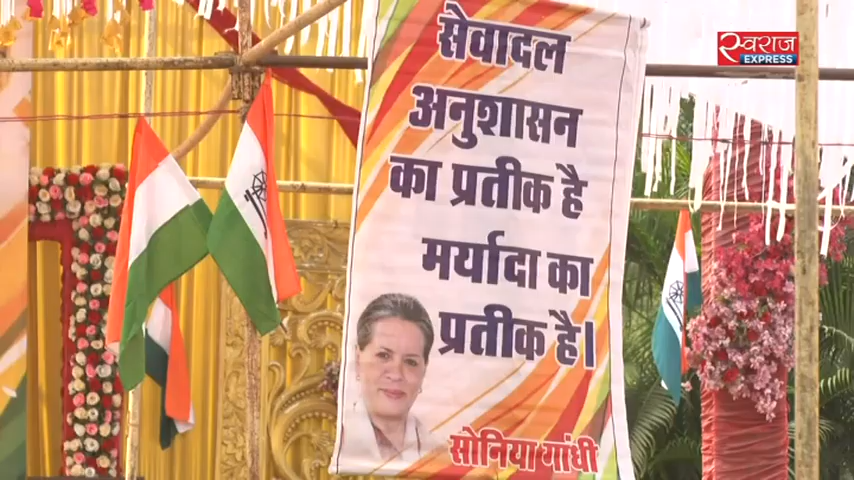 स्वराज
EXPRESS
सेवादल
अनुशासन
का प्रतीक है
मर्यादा का
प्रतीक है।
सोनिया गांधी